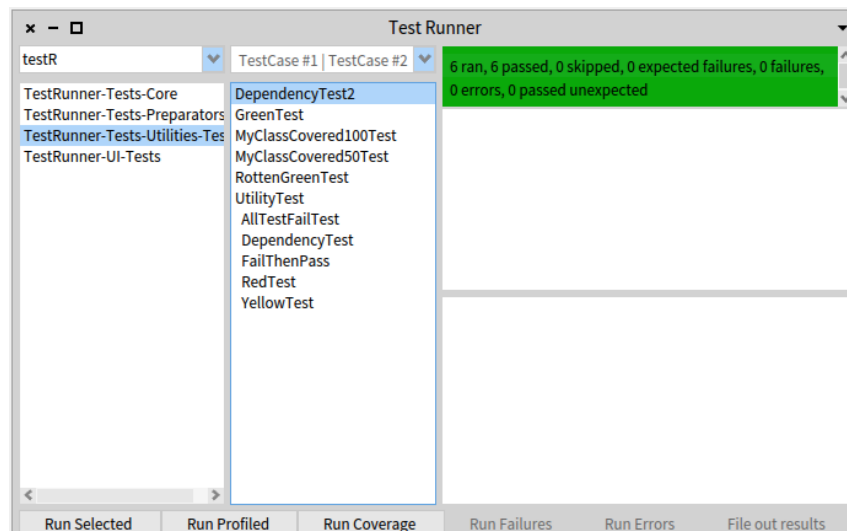 Test Runner
testR
TestCase #1 | TestCase #2
6 ran, 6 passed, 0 skipped, 0 expected failures, 0 failures,
0 errors, 0 passed unexpected
TestRunner-Tests-Core
TestRunner-Tests-Preparators
TestRunner-Tests-Utilities-Tes
TestRunner-UI-Tests
DependencyTest2
GreenTest
MyClassCovered100Test
MyClassCovered50Test
RottenGreenTest
UtilityTest
AllTestFailTest
DependencyTest
FailThenPass
RedTest
YellowTest
Run Selected
Run Profiled
Run Coverage
Run Failures
Run Errors
File out results